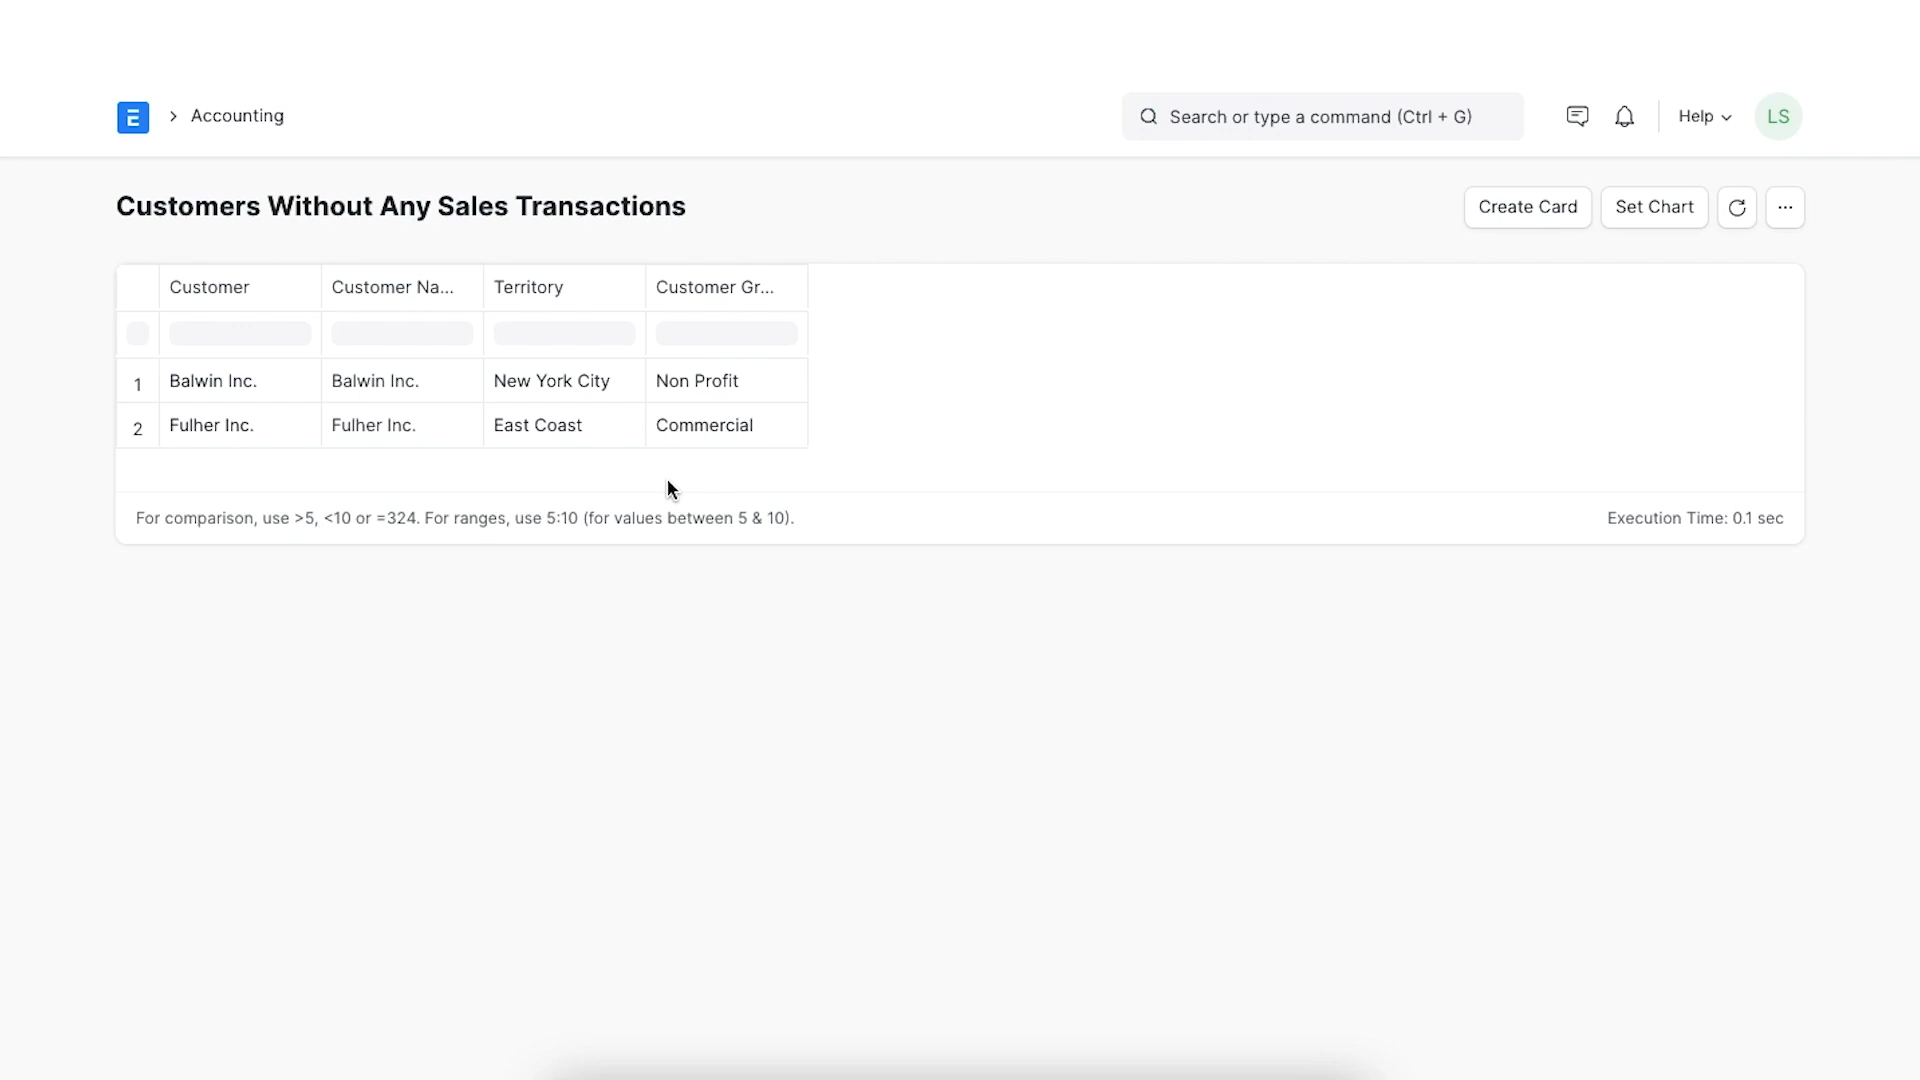 E > Accounting
Search or type a command (Ctrl + G)
Help
LS
Customers Without Any Sales Transactions
Create Card
Set Chart
...
Customer Customer Na... Territory Customer Gr...
1 Balwin Inc. Balwin Inc. New York City Non Profit
2 Fulher Inc. Fulher Inc. East Coast Commercial
For comparison, use >5, <10 or =324. For ranges, use 5:10 (for values between 5 & 10).
Execution Time: 0.1 sec